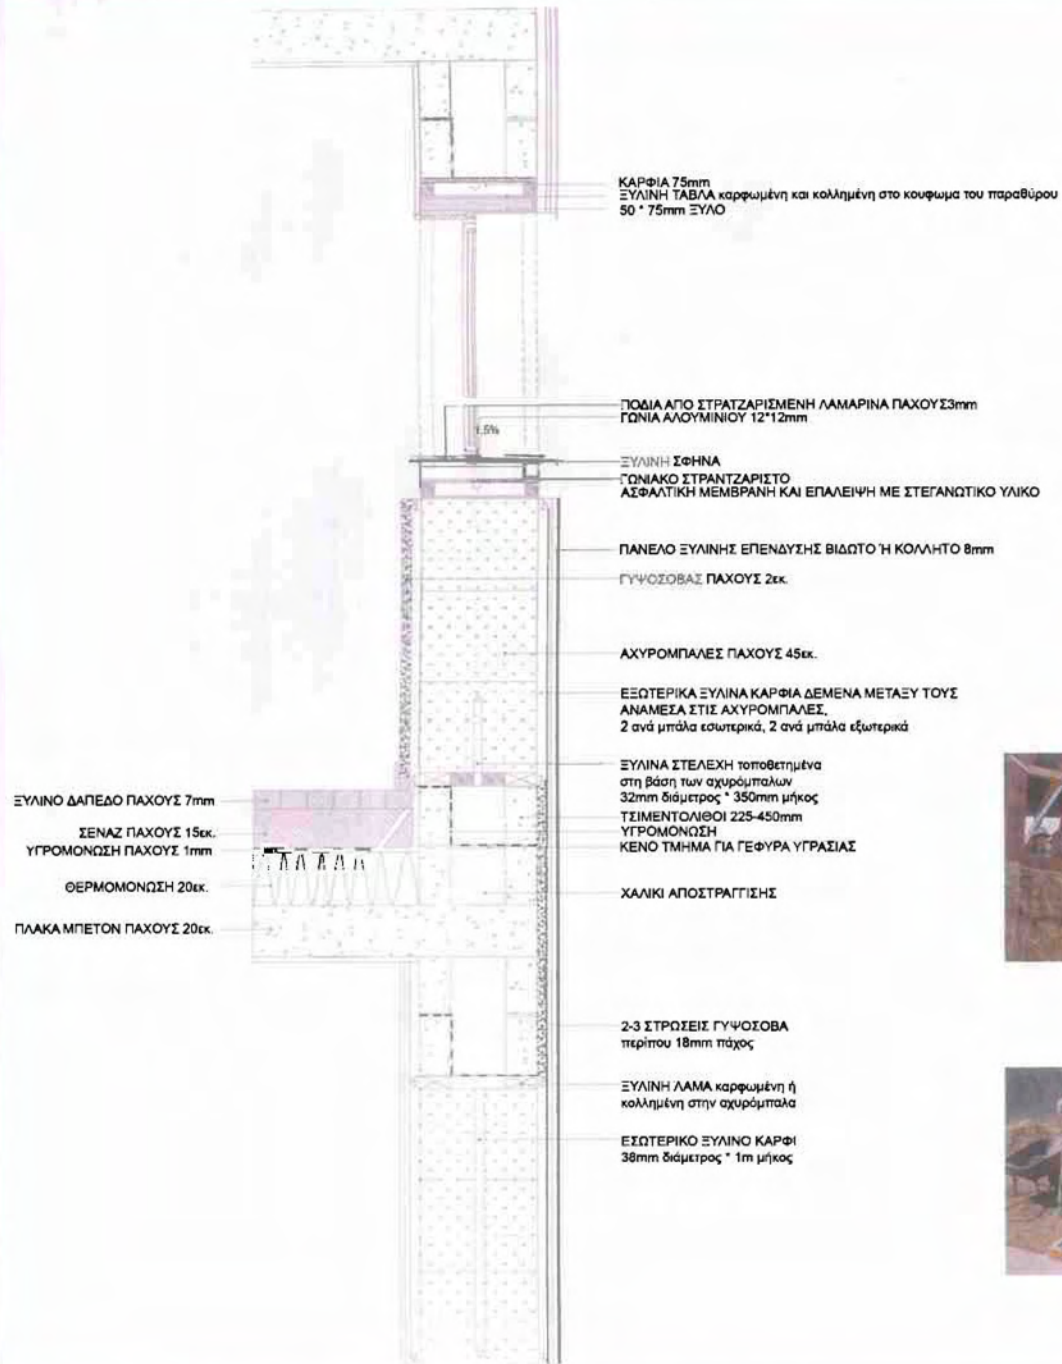 ΚΑΡΦΙΑ 75mm
ΞΥΛΙΝΗ ΤΑΒΛΑ καρφωμένη και κολλημένη στο κουφωμα του παραθύρου
50 * 75mm ΞΥΛΟ
ΠΟΔΙΑ ΑΠΟ ΣΤΡΑΤΖΑΡΙΣΜΕΝΗ ΛΑΜΑΡΙΝΑ ΠΑΧΟΥΣ3mm
ΓΩΝΙΑ ΑΛΟΥΜΙΝΙΟΥ 12*12mm
1.5%
ΞΥΛΙΝΗ ΣΦΗΝΑ
ΓΩΝΙΑΚΟ ΣΤΡΑΝΤΖΑΡΙΣΤΟ
ΑΣΦΑΛΤΙΚΗ ΜΕΜΒΡΑΝΗ ΚΑΙ ΕΠΑΛΕΙΨΗ ΜΕ ΣΤΕΓΑΝΩΤΙΚΟ ΥΛΙΚΟ
ΠΑΝΕΛΟ ΞΥΛΙΝΗΣ ΕΠΕΝΔΥΣΗΣ ΒΙΔΩΤΟ Ή ΚΟΛΛΗΤΟ 8mm
ΓΥΨΟΣΟΒΑΣ ΠΑΧΟΥΣ 2εκ.
ΑΧΥΡΟΜΠΑΛΕΣ ΠΑΧΟΥΣ 45εκ.
ΕΞΩΤΕΡΙΚΑ ΞΥΛΙΝΑ ΚΑΡΦΙΑ ΔΕΜΕΝΑ ΜΕΤΑΞΥ ΤΟΥΣ
ΑΝΑΜΕΣΑ ΣΤΙΣ ΑΧΥΡΟΜΠΑΛΕΣ,
2 ανά μπάλα εσωτερικά, 2 ανά μπάλα εξωτερικά
ΞΥΛΙΝΑ ΣΤΕΛΕΧΗ τοποθετημένα
στη βάση των αχυρόμπαλων
32mm διάμετρος * 350mm μήκος
ΤΣΙΜΕΝΤΟΛΙΘΟΙ 225-450mm
ΥΓΡΟΜΟΝΩΣΗ
ΚΕΝΟ ΤΜΗΜΑ ΓΙΑ ΓΕΦΥΡΑ ΥΓΡΑΣΙΑΣ
ΧΑΛΙΚΙ ΑΠΟΣΤΡΑΓΓΙΣΗΣ
ΞΥΛΙΝΟ ΔΑΠΕΔΟ ΠΑΧΟΥΣ 7mm
ΣΕΝΑΖ ΠΑΧΟΥΣ 15εκ.
ΥΓΡΟΜΟΝΩΣΗ ΠΑΧΟΥΣ 1mm
ΘΕΡΜΟΜΟΝΩΣΗ 20εκ.
ΠΛΑΚΑ ΜΠΕΤΟΝ ΠΑΧΟΥΣ 20εκ.
2-3 ΣΤΡΩΣΕΙΣ ΓΥΨΟΣΟΒΑ
περίπου 18mm πάχος
ΞΥΛΙΝΗ ΛΑΜΑ καρφωμένη ή
κολλημένη στην αχυρόμπαλα
ΕΣΩΤΕΡΙΚΟ ΞΥΛΙΝΟ ΚΑΡΦΙ
38mm διάμετρος * 1m μήκος